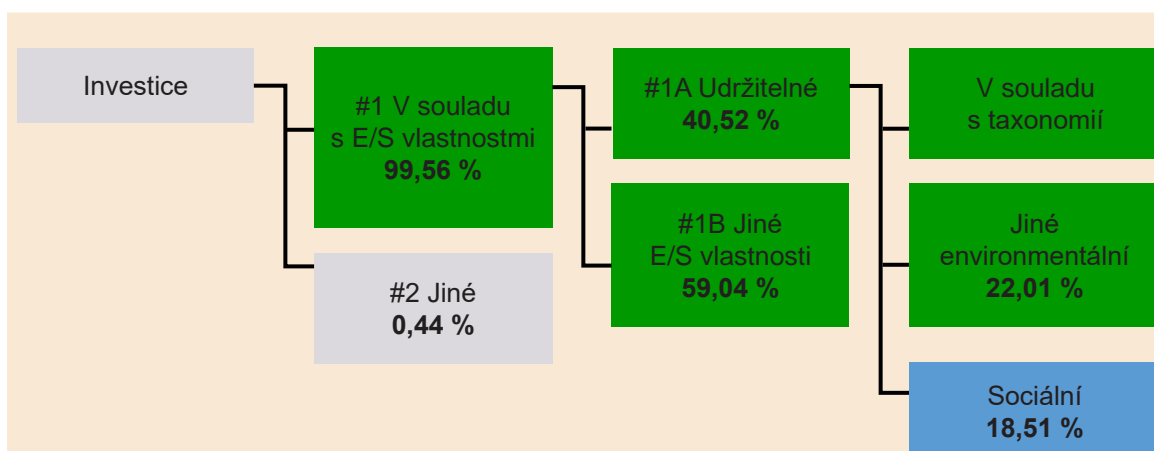 Investice
#1 V souladu
s E/S vlastnostmi
99,56 %
#2 Jiné
0,44 %
#1A Udržitelné
40,52 %
#1B Jiné
E/S vlastnosti
59,04 %
V souladu
s taxonomií
Jiné
environmentální
22,01 %
Sociální
18,51 %